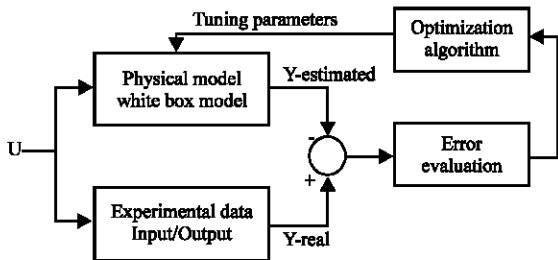 Tuning parameters
Optimization
algorithm
Physical model
white box model
Y-estimated
U
-
+
Error
evaluation
Experimental data
Input/Output
Y-real